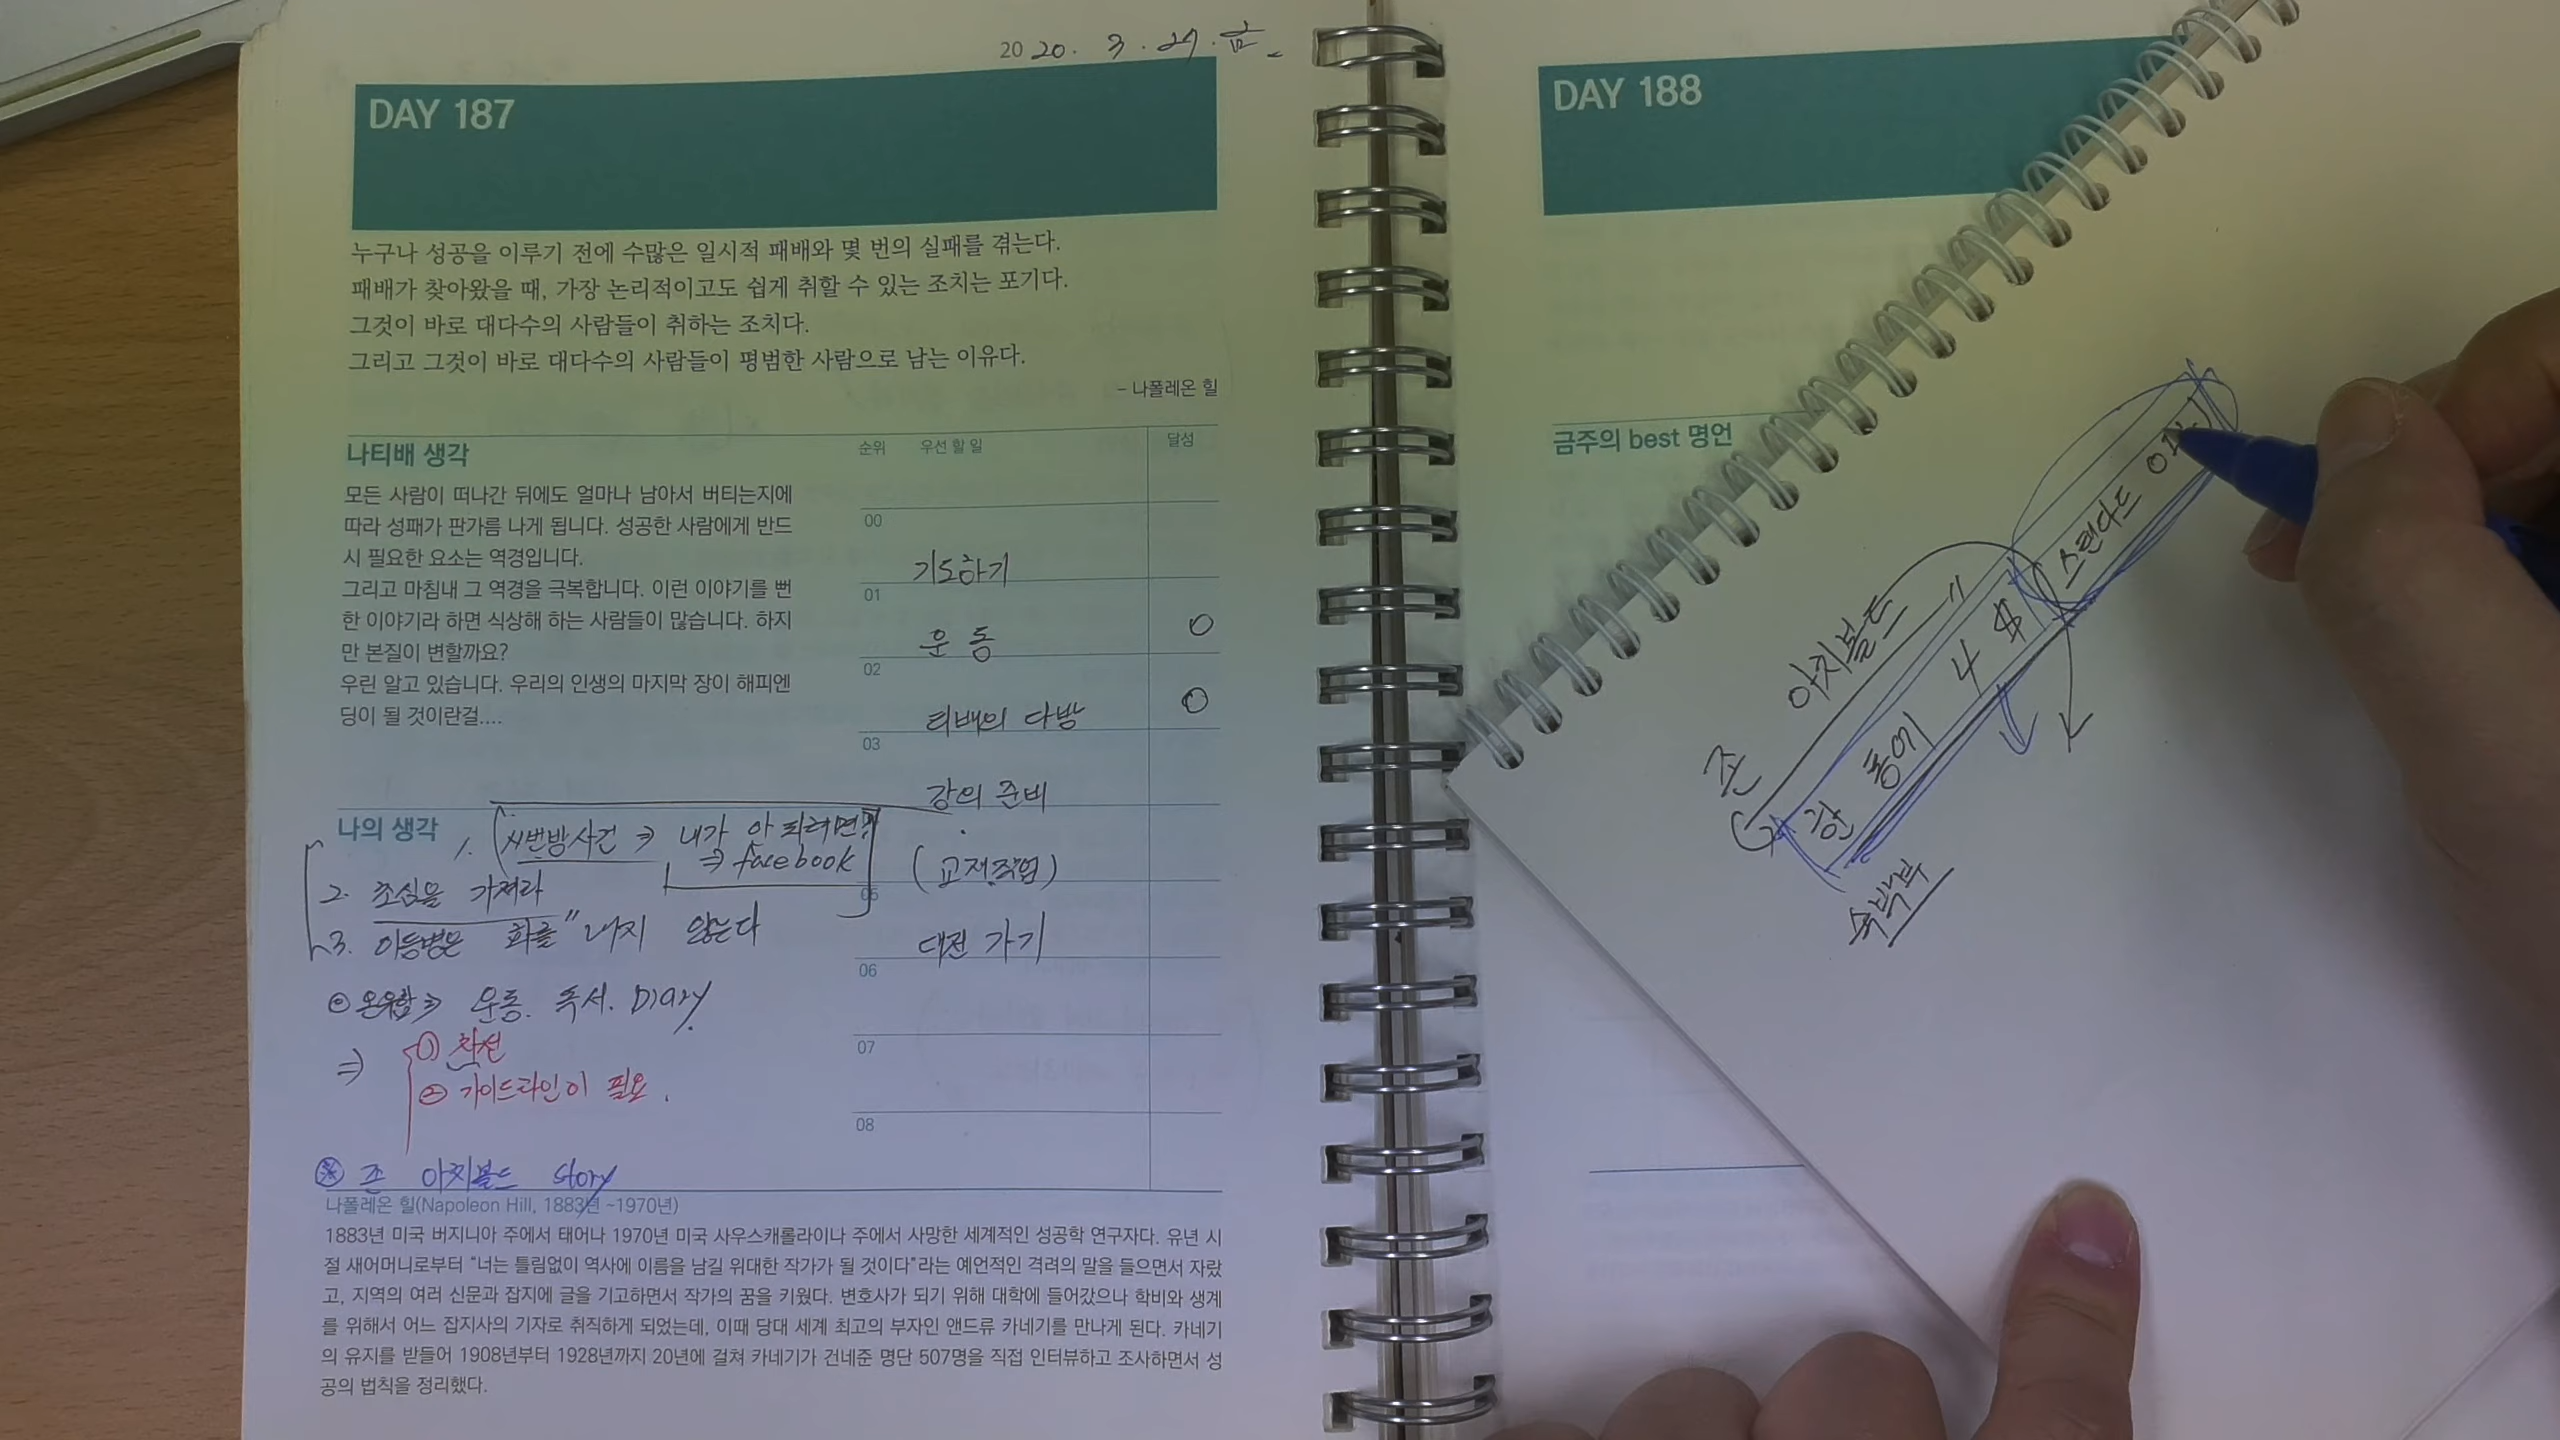 2020. 3. 27. 금.
DAY 187
누구나 성공을 이루기 전에 수많은 일시적 패배와 몇 번의 실패를 겪는다.
패배가 찾아왔을 때, 가장 논리적이고도 쉽게 취할 수 있는 조치는 포기다.
그것이 바로 대다수의 사람들이 취하는 조치다.
그리고 그것이 바로 대다수의 사람들이 평범한 사람으로 남는 이유다.
– 나폴레온 힐
나티배 생각
모든 사람이 떠나간 뒤에도 얼마나 남아서 버티는지에
따라 성패가 판가름 나게 됩니다. 성공한 사람에게 반드
시 필요한 요소는 역경입니다.
그리고 마침내 그 역경을 극복합니다. 이런 이야기를 뻔
한 이야기라 하면 식상해 하는 사람들이 많습니다. 하지
만 본질이 변할까요?
우린 알고 있습니다. 우리의 인생의 마지막 장이 해피엔
딩이 될 것이란걸....
순위 우선 할 일 달성
00
기도하기
01
운동 O
02
티배의 다방 O
03
강의 준비
(교재작업)
05
대전 가기
06
07
08
나의 생각
1. N번방사건 ⇒ 내가 안 되려면?
⇒ facebook
2. 초심을 가져라
3. 이등병은 화를 " 내지 않는다
⇒ 운동. 독서. Diary.
⇒ ①
② 가이드라인이 필요.
※ 존 아치볼드 story
나폴레온 힐(Napoleon Hill, 1883년 ~1970년)
1883년 미국 버지니아 주에서 태어나 1970년 미국 사우스캐롤라이나 주에서 사망한 세계적인 성공학 연구자다. 유년 시
절 새어머니로부터 “너는 틀림없이 역사에 이름을 남길 위대한 작가가 될 것이다”라는 예언적인 격려의 말을 들으면서 자랐
고, 지역의 여러 신문과 잡지에 글을 기고하면서 작가의 꿈을 키웠다. 변호사가 되기 위해 대학에 들어갔으나 학비와 생계
를 위해서 어느 잡지사의 기자로 취직하게 되었는데, 이때 당대 세계 최고의 부자인 앤드류 카네기를 만나게 된다. 카네기
의 유지를 받들어 1908년부터 1928년까지 20년에 걸쳐 카네기가 건네준 명단 507명을 직접 인터뷰하고 조사하면서 성
공의 법칙을 정리했다.
DAY 188
금주의 best 명언
존 아치볼드 "
한 통에 4 $ 스탠다드
숙박부